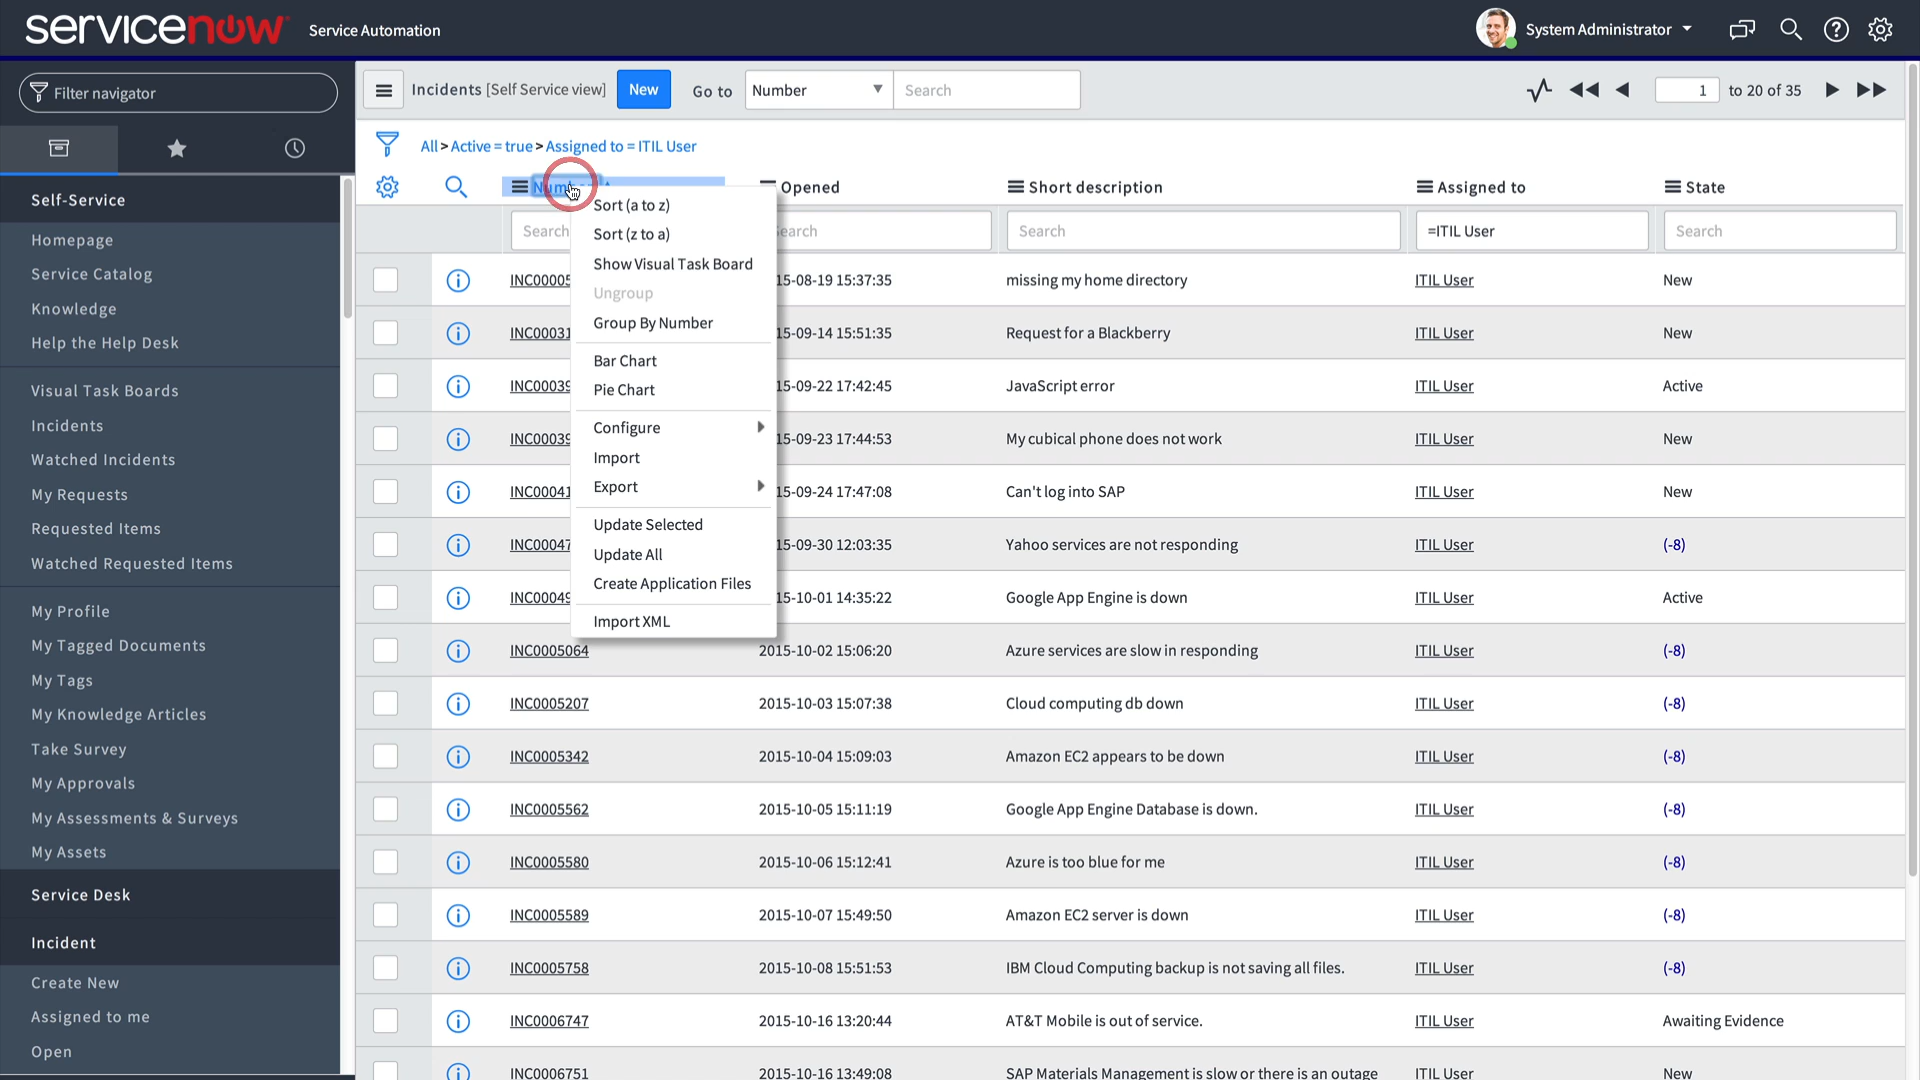 servicenow Service Automation
System Administrator
Filter navigator
Incidents [Self Service view] New Go to Number Search 1 to 20 of 35
All > Active = true > Assigned to = ITIL User
Self-Service
Homepage
Service Catalog
Knowledge
Help the Help Desk
Visual Task Boards
Incidents
Watched Incidents
My Requests
Requested Items
Watched Requested Items
My Profile
My Tagged Documents
My Tags
My Knowledge Articles
Take Survey
My Approvals
My Assessments & Surveys
My Assets
Service Desk
Incident
Create New
Assigned to me
Open
Opened Short description Assigned to State
Search Search =ITIL User Search
Sort (a to z)
Sort (z to a)
Show Visual Task Board
Ungroup
Group By Number
Bar Chart
Pie Chart
Configure
Import
Export
Update Selected
Update All
Create Application Files
Import XML
INC00005 15-08-19 15:37:35 missing my home directory ITIL User New
INC00031 15-09-14 15:51:35 Request for a Blackberry ITIL User New
INC00039 15-09-22 17:42:45 JavaScript error ITIL User Active
INC00039 15-09-23 17:44:53 My cubical phone does not work ITIL User New
INC00041 15-09-24 17:47:08 Can't log into SAP ITIL User New
INC00047 15-09-30 12:03:35 Yahoo services are not responding ITIL User (-8)
INC00049 15-10-01 14:35:22 Google App Engine is down ITIL User Active
INC0005064 2015-10-02 15:06:20 Azure services are slow in responding ITIL User (-8)
INC0005207 2015-10-03 15:07:38 Cloud computing db down ITIL User (-8)
INC0005342 2015-10-04 15:09:03 Amazon EC2 appears to be down ITIL User (-8)
INC0005562 2015-10-05 15:11:19 Google App Engine Database is down. ITIL User (-8)
INC0005580 2015-10-06 15:12:41 Azure is too blue for me ITIL User (-8)
INC0005589 2015-10-07 15:49:50 Amazon EC2 server is down ITIL User (-8)
INC0005758 2015-10-08 15:51:53 IBM Cloud Computing backup is not saving all files. ITIL User (-8)
INC0006747 2015-10-16 13:20:44 AT&T Mobile is out of service. ITIL User Awaiting Evidence
INC0006751 2015-10-16 13:49:08 SAP Materials Management is slow or there is an outage ITIL User New